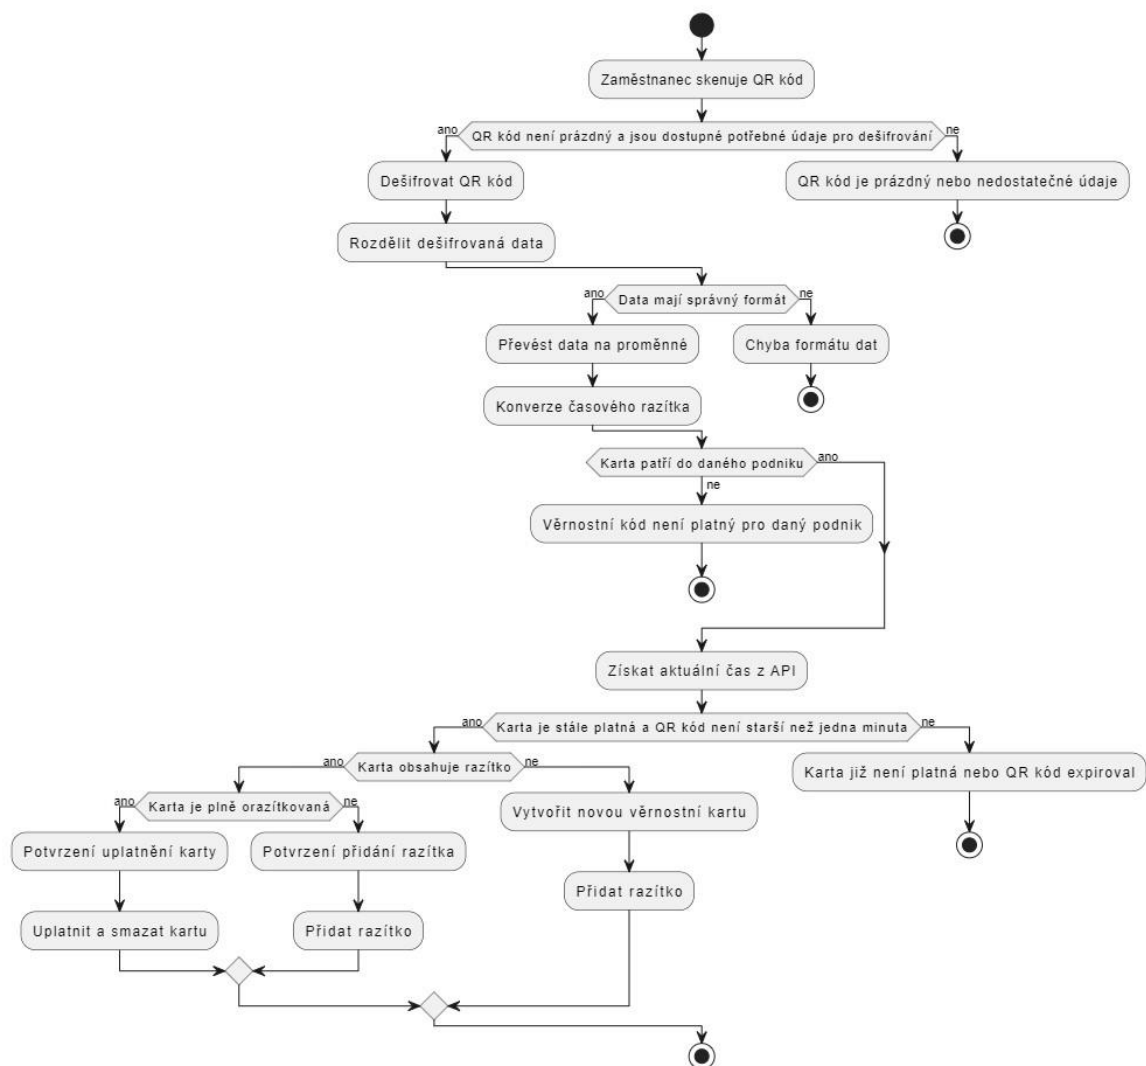 Zaměstnanec skenuje QR kód
ano
QR kód není prázdný a jsou dostupné potřebné údaje pro dešifrování
ne
Dešifrovat QR kód
QR kód je prázdný nebo nedostatečné údaje
Rozdělit dešifrovaná data
ano
Data mají správný formát
ne
Převést data na proměnné
Chyba formátu dat
Konverze časového razítka
Karta patří do daného podniku
ano
ne
Věrnostní kód není platný pro daný podnik
Získat aktuální čas z API
ano
Karta je stále platná a QR kód není starší než jedna minuta
ne
ano
Karta obsahuje razítko
ne
Karta již není platná nebo QR kód expiroval
ano
Karta je plně orazítkovaná
ne
Vytvořit novou věrnostní kartu
Potvrzení uplatnění karty
Potvrzení přidání razítka
Přidat razítko
Uplatnit a smazat kartu
Přidat razítko